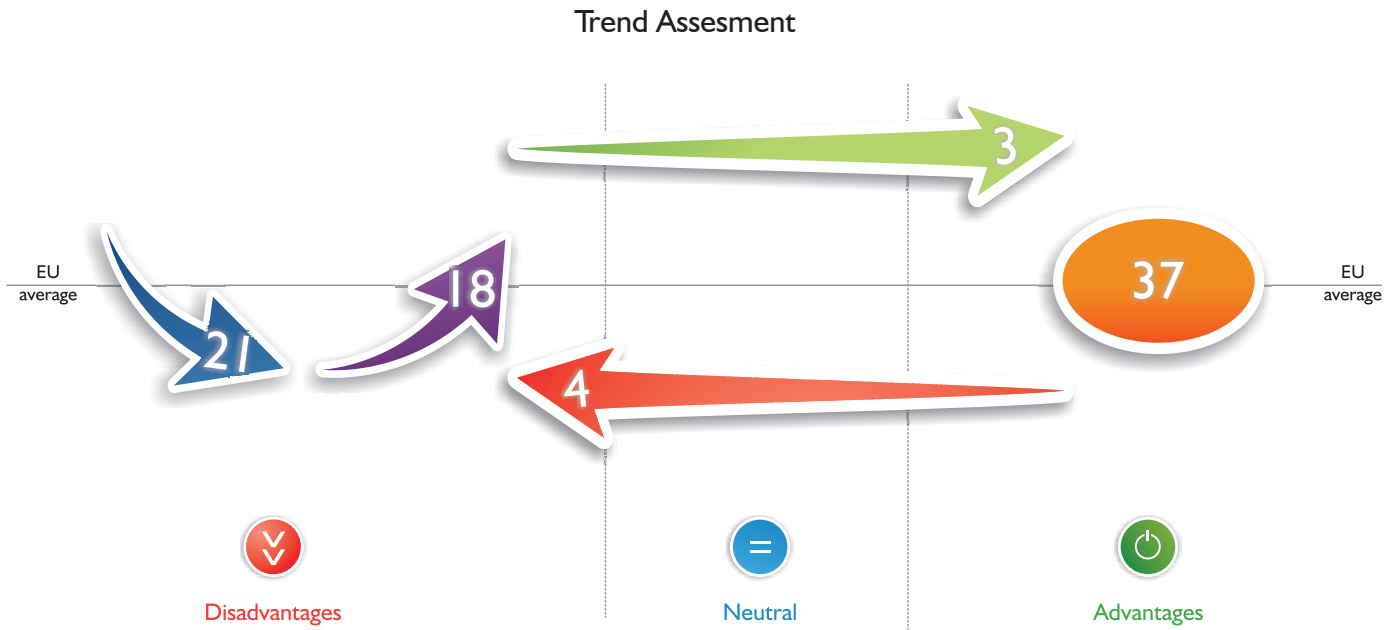 Trend Assesment
3
EU
average
21
18
37
EU
average
4
=
Disadvantages
Neutral
Advantages